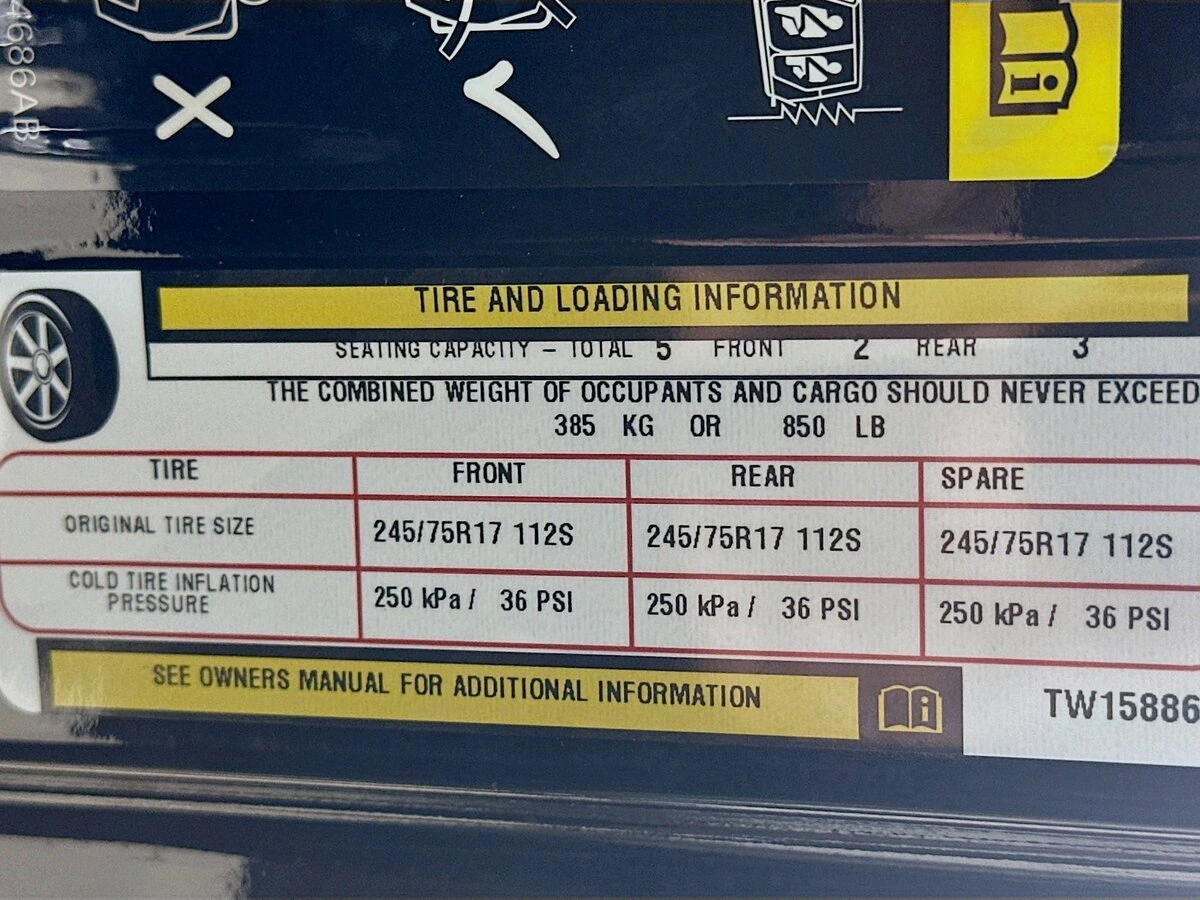 4686AB
TIRE AND LOADING INFORMATION
SEATING CAPACITY – TOTAL 5 FRONT 2 REAR 3
THE COMBINED WEIGHT OF OCCUPANTS AND CARGO SHOULD NEVER EXCEED
385 KG OR 850 LB
TIRE FRONT REAR SPARE
ORIGINAL TIRE SIZE 245/75R17 112S 245/75R17 112S 245/75R17 112S
COLD TIRE INFLATION
PRESSURE 250 kPa / 36 PSI 250 kPa / 36 PSI 250 kPa / 36 PSI
SEE OWNERS MANUAL FOR ADDITIONAL INFORMATION
TW15886